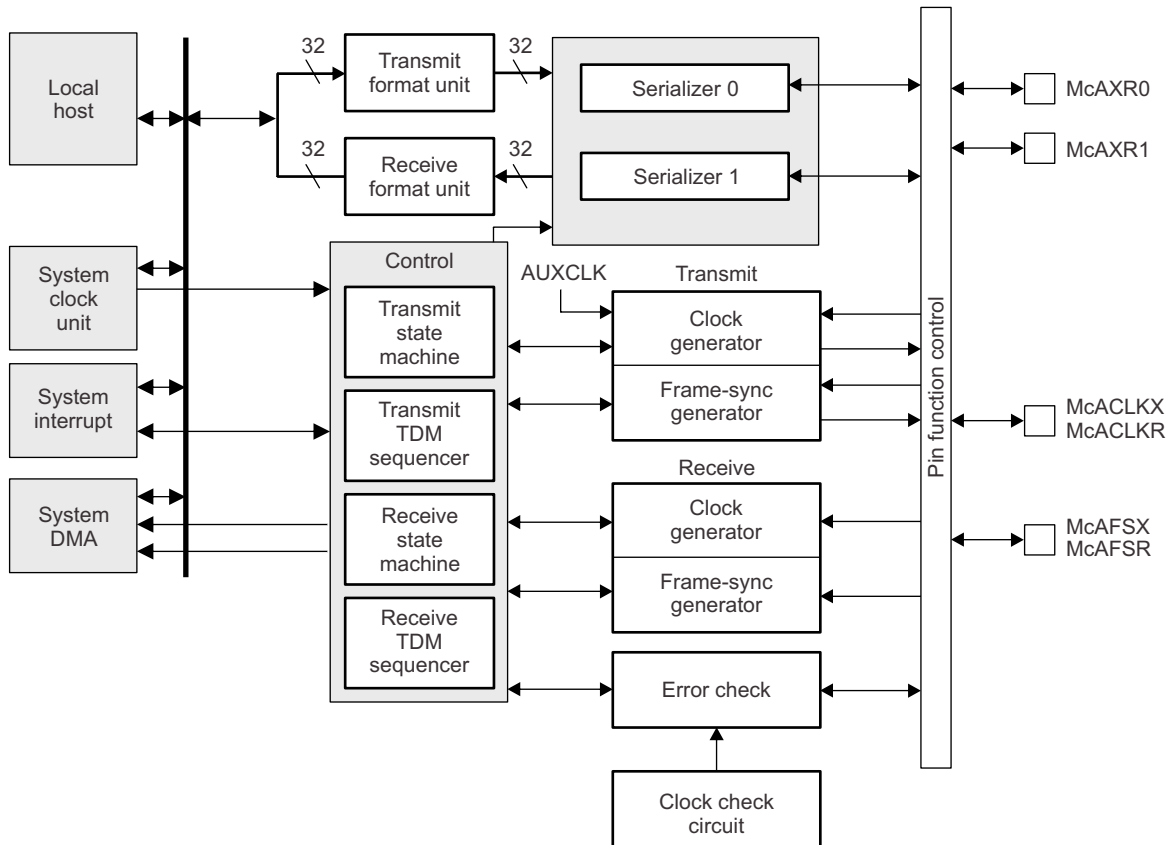 Local
host
32
Transmit
format unit
32
Serializer 0
32
Receive
format unit
32
Serializer 1
McAXR0
McAXR1
System
clock
unit
System
interrupt
System
DMA
Control
Transmit
state
machine
Transmit
TDM
sequencer
Receive
state
machine
Receive
TDM
sequencer
AUXCLK
Transmit
Clock
generator
Frame-sync
generator
Receive
Clock
generator
Frame-sync
generator
Error check
Clock check
circuit
Pin function control
McACLKX
McACLKR
McAFSX
McAFSR